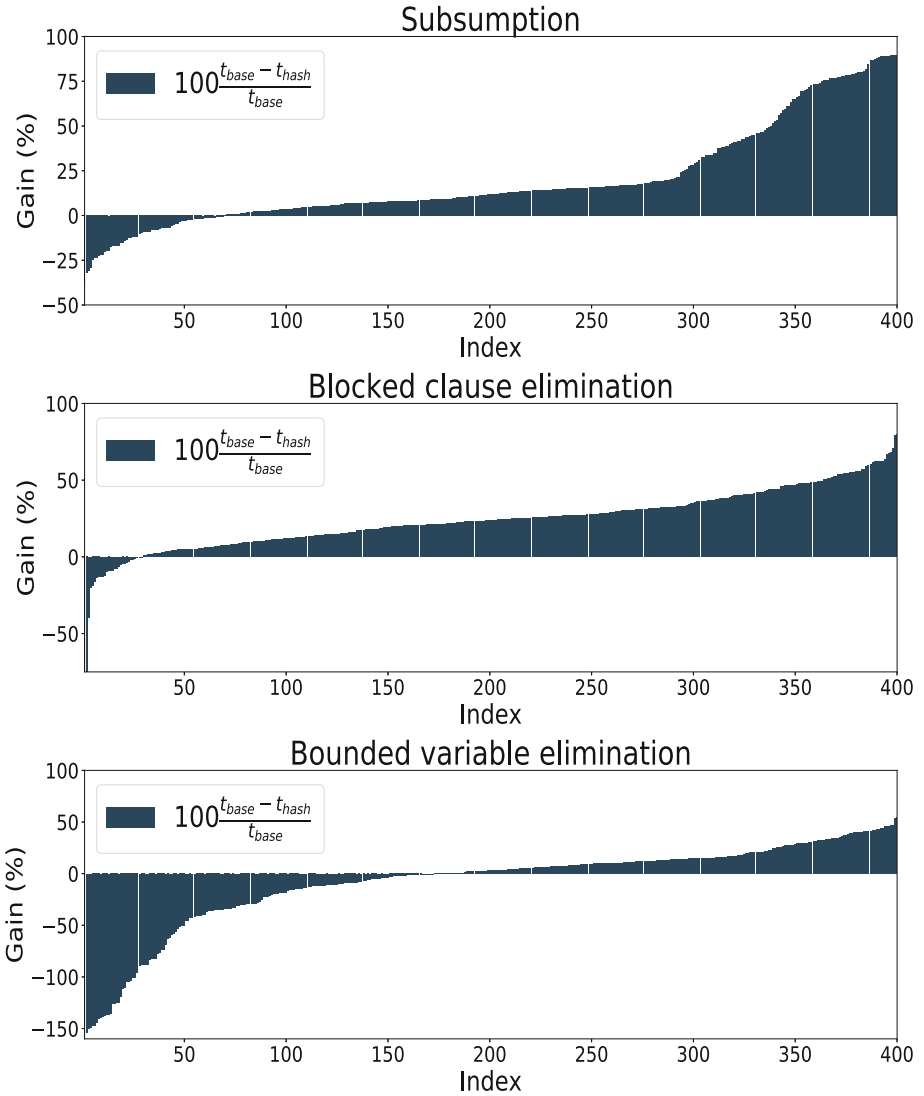 Subsumption
100
75
50
25
0
−25
−50
Gain (%)
100 (t_base − t_hash) / t_base
50 100 150 200 250 300 350 400
Index
Blocked clause elimination
100
50
0
−50
Gain (%)
100 (t_base − t_hash) / t_base
50 100 150 200 250 300 350 400
Index
Bounded variable elimination
100
50
0
−50
−100
−150
Gain (%)
100 (t_base − t_hash) / t_base
50 100 150 200 250 300 350 400
Index